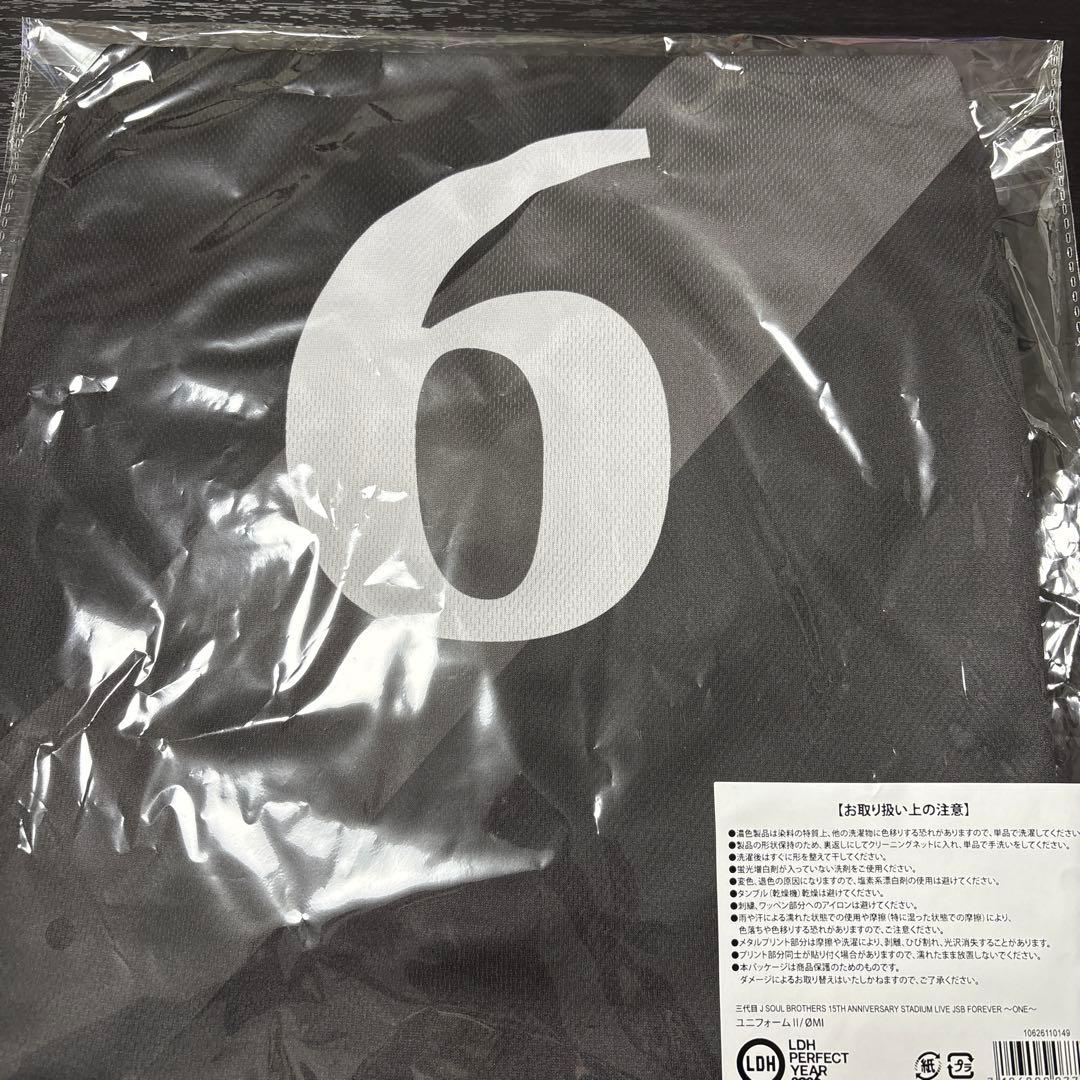 6
【お取り扱い上の注意】
●濃色製品は染料の特質上、他の洗濯物に色移りする恐れがありますので、単品で洗濯してください。
●製品の形状保持のため、裏返しにしてクリーニングネットに入れ、単品で手洗いをしてください。
●洗濯後はすぐに形を整えて干してください。
●蛍光増白剤が入っていない洗剤をご使用ください。
●変色、退色の原因になりますので、塩素系漂白剤の使用は避けてください。
●タンブル(乾燥機)乾燥は避けてください。
●刺繍、ワッペン部分へのアイロンは避けてください。
●雨や汗による濡れた状態での使用や摩擦(特に湿った状態での摩擦)により、
色落ちや色移りする恐れがありますので、ご注意ください。
●メタルプリント部分は摩擦や洗濯により、剥離、ひび割れ、光沢消失することがあります。
●プリント部分同士が貼り付く場合がありますので、濡れたまま放置しないでください。
●本パッケージは商品保護のためのものです。
ダメージによるお取り替えはいたしかねますので、ご了承ください。
三代目 J SOUL BROTHERS 15TH ANNIVERSARY STADIUM LIVE JSB FOREVER ～ONE～
ユニフォームⅡ/ØMI
10626110149
LDH
LDH
PERFECT
YEAR
紙
プラ